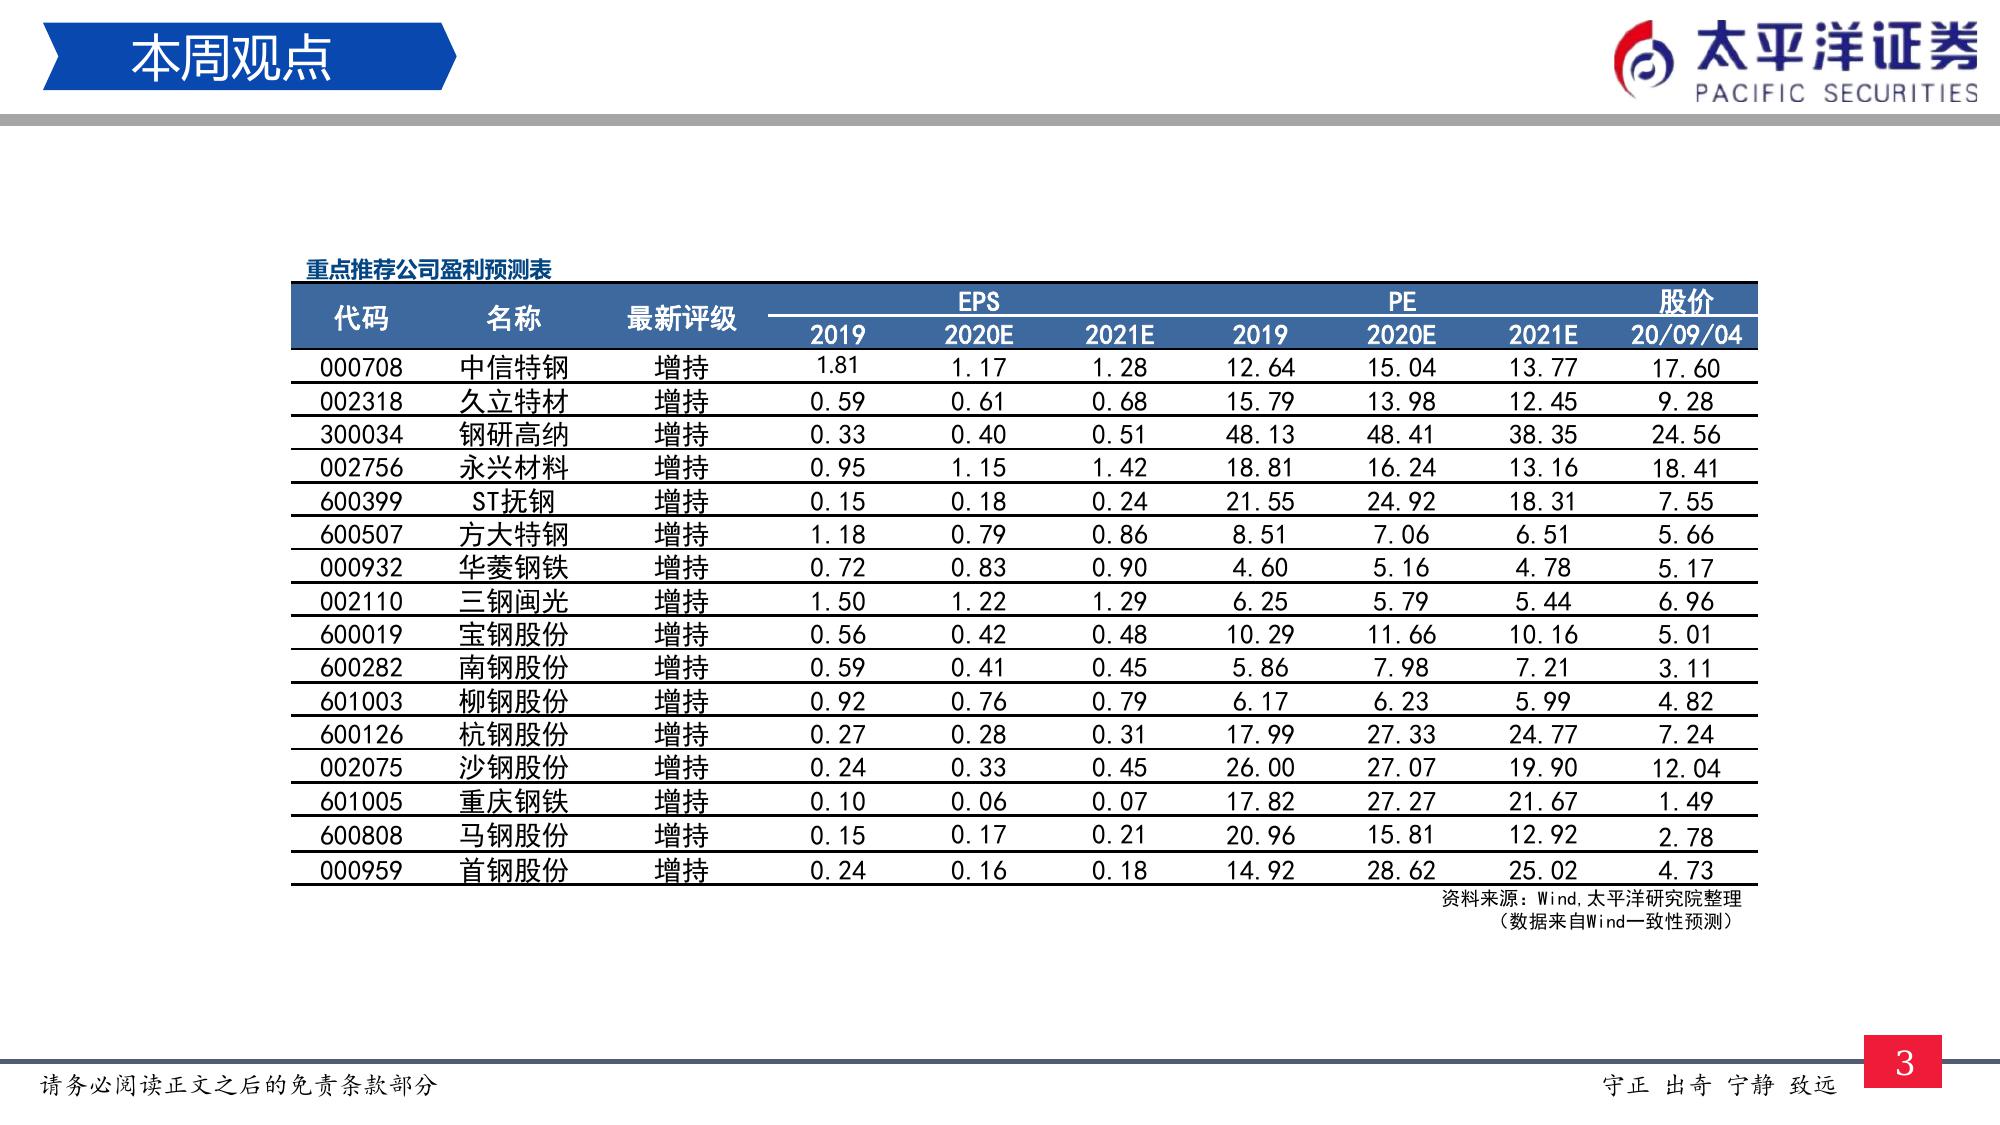 本周观点
太平洋证券
PACIFIC SECURITIES
重点推荐公司盈利预测表
代码 名称 最新评级 EPS PE 股价
2019 2020E 2021E 2019 2020E 2021E 20/09/04
000708 中信特钢 增持 1.81 1.17 1.28 12.64 15.04 13.77 17.60
002318 久立特材 增持 0.59 0.61 0.68 15.79 13.98 12.45 9.28
300034 钢研高纳 增持 0.33 0.40 0.51 48.13 48.41 38.35 24.56
002756 永兴材料 增持 0.95 1.15 1.42 18.81 16.24 13.16 18.41
600399 ST抚钢 增持 0.15 0.18 0.24 21.55 24.92 18.31 7.55
600507 方大特钢 增持 1.18 0.79 0.86 8.51 7.06 6.51 5.66
000932 华菱钢铁 增持 0.72 0.83 0.90 4.60 5.16 4.78 5.17
002110 三钢闽光 增持 1.50 1.22 1.29 6.25 5.79 5.44 6.96
600019 宝钢股份 增持 0.56 0.42 0.48 10.29 11.66 10.16 5.01
600282 南钢股份 增持 0.59 0.41 0.45 5.86 7.98 7.21 3.11
601003 柳钢股份 增持 0.92 0.76 0.79 6.17 6.23 5.99 4.82
600126 杭钢股份 增持 0.27 0.28 0.31 17.99 27.33 24.77 7.24
002075 沙钢股份 增持 0.24 0.33 0.45 26.00 27.07 19.90 12.04
601005 重庆钢铁 增持 0.10 0.06 0.07 17.82 27.27 21.67 1.49
600808 马钢股份 增持 0.15 0.17 0.21 20.96 15.81 12.92 2.78
000959 首钢股份 增持 0.24 0.16 0.18 14.92 28.62 25.02 4.73
资料来源：Wind,太平洋研究院整理
（数据来自Wind一致性预测）
请务必阅读正文之后的免责条款部分
守正 出奇 宁静 致远
3